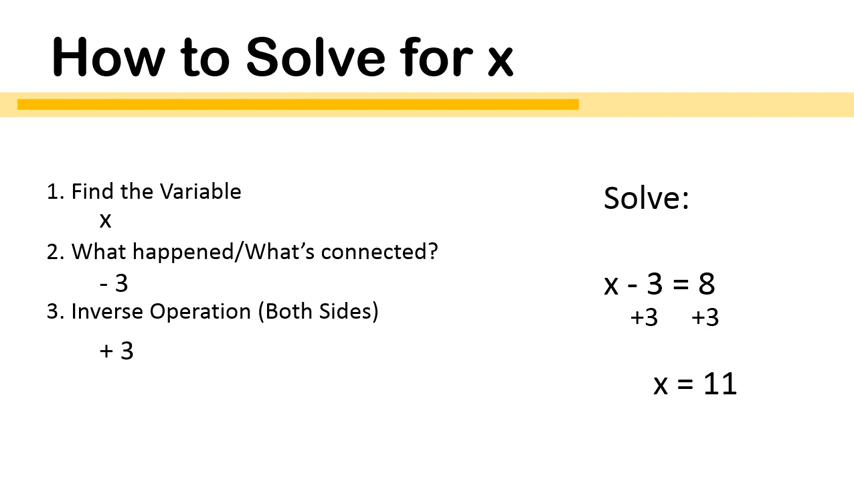 How to Solve for x
1. Find the Variable
x
2. What happened/What’s connected?
- 3
3. Inverse Operation (Both Sides)
+ 3
Solve:
x - 3 = 8
+3 +3
x = 11